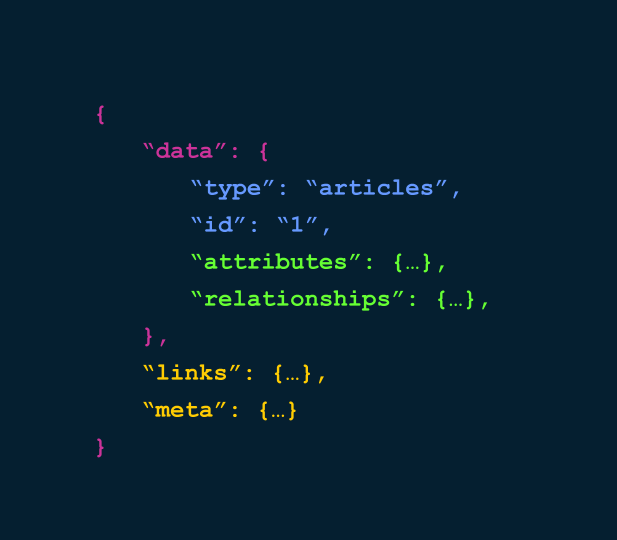 {
“data”: {
“type”: “articles”,
“id”: “1”,
“attributes”: {…},
“relationships”: {…},
},
“links”: {…},
“meta”: {…}
}